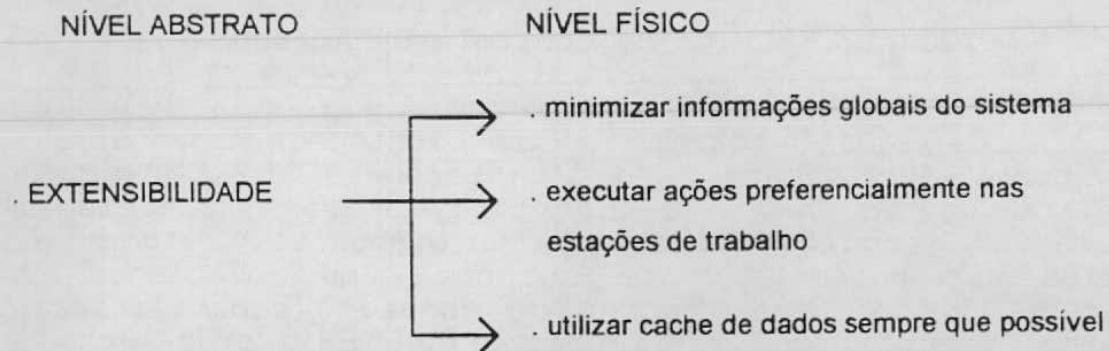 NÍVEL ABSTRATO NÍVEL FÍSICO
. minimizar informações globais do sistema
. EXTENSIBILIDADE
. executar ações preferencialmente nas
estações de trabalho
. utilizar cache de dados sempre que possível